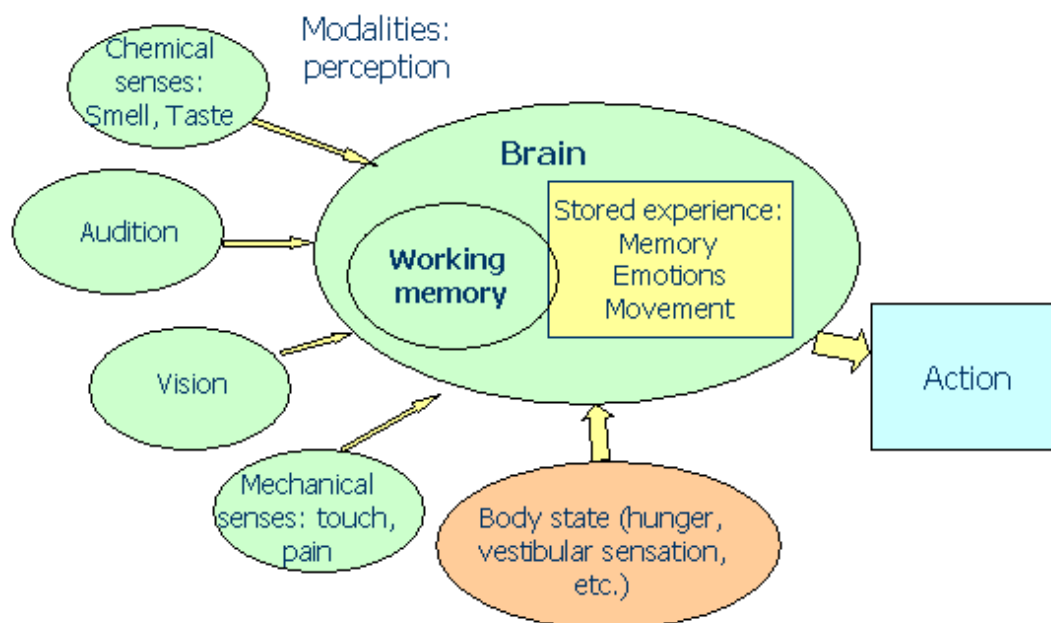 Modalities:
perception
Chemical
senses:
Smell, Taste
Brain
Stored experience:
Memory
Emotions
Movement
Audition
Working
memory
Vision
Action
Mechanical
senses: touch,
pain
Body state (hunger,
vestibular sensation,
etc.)